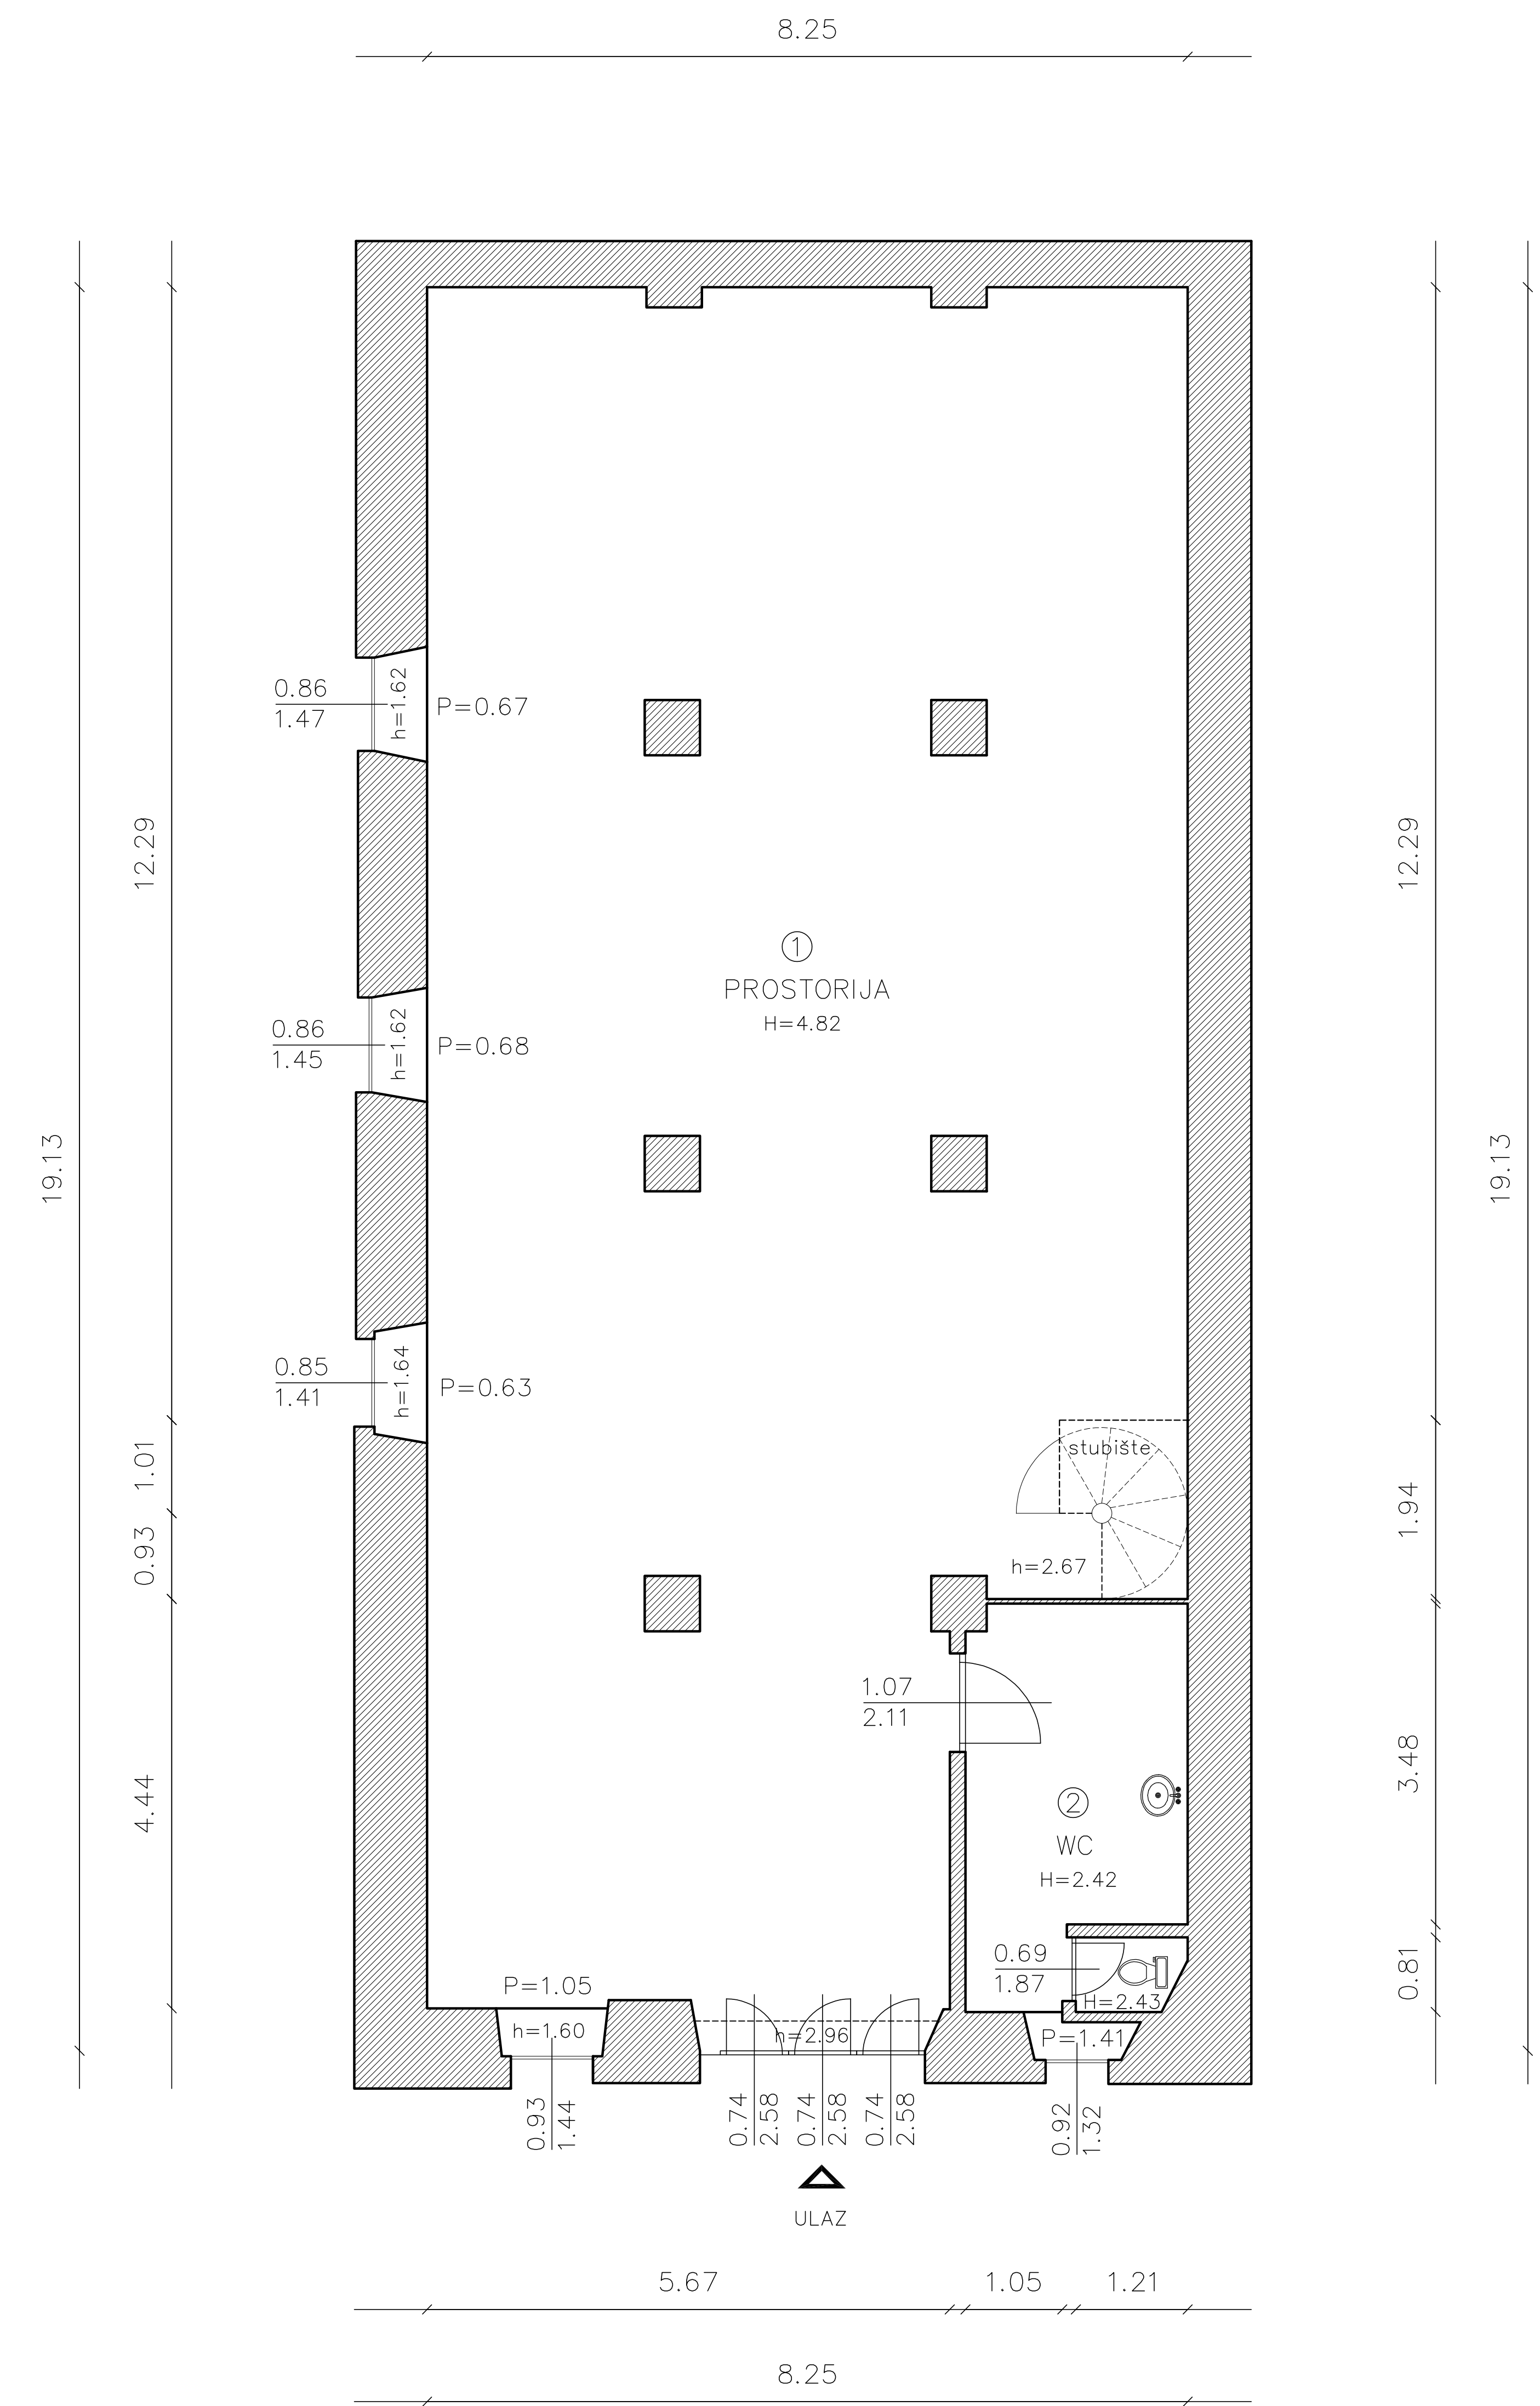 8.25
0.86
1.47
h=1.62
P=0.67
12.29
12.29
1
PROSTORIJA
H=4.82
0.86
1.45
h=1.62
P=0.68
19.13
19.13
0.85
1.41
h=1.64
P=0.63
1.01
0.93
stubište
h=2.67
1.94
1.07
2.11
4.44
3.48
2
WC
H=2.42
0.69
1.87
H=2.43
0.81
P=1.05
h=1.60
h=2.96
P=1.41
0.93
1.44
0.74
2.58
0.74
2.58
0.74
2.58
0.92
1.32
ULAZ
5.67
1.05
1.21
8.25